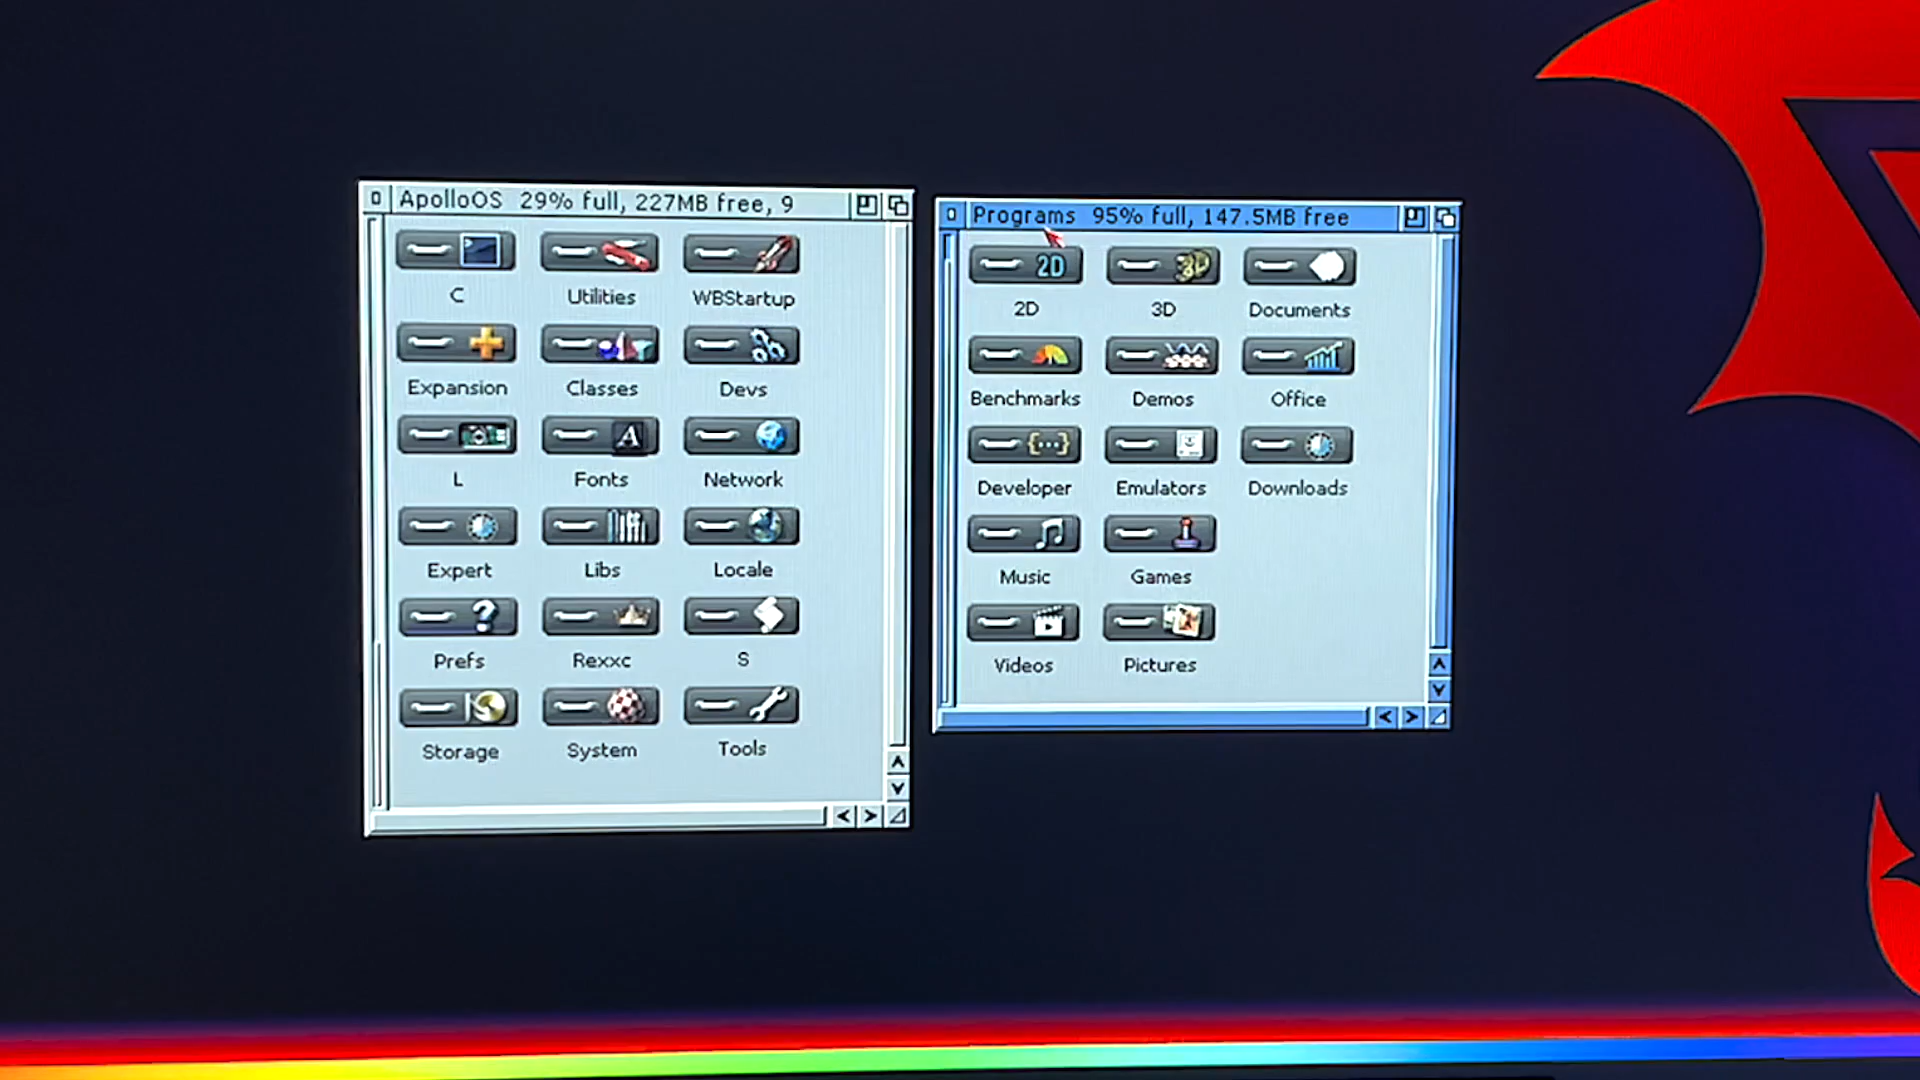 ApolloOS 29% full, 227MB free, 9
C Utilities WBStartup
Expansion Classes Devs
L Fonts Network
Expert Libs Locale
Prefs Rexxc S
Storage System Tools
Programs 95% full, 147.5MB free
2D
3D
2D 3D Documents
Benchmarks Demos Office
{...}
Developer Emulators Downloads
Music Games
Videos Pictures